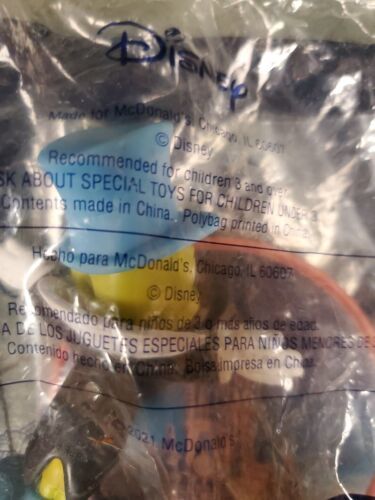 Disney
Made for McDonald's, Chicago, IL 60607
© Disney
Recommended for children 3 and over
SK ABOUT SPECIAL TOYS FOR CHILDREN UNDER 3
Contents made in China. Polybag printed in China.
Hecho para McDonald's, Chicago, IL 60607
© Disney
Recomendado para niños de 3 o más años de edad.
A DE LOS JUGUETES ESPECIALES PARA NIÑOS MENORES DE
Contenido hecho en China. Bolsa impresa en China.
2021 McDonald's